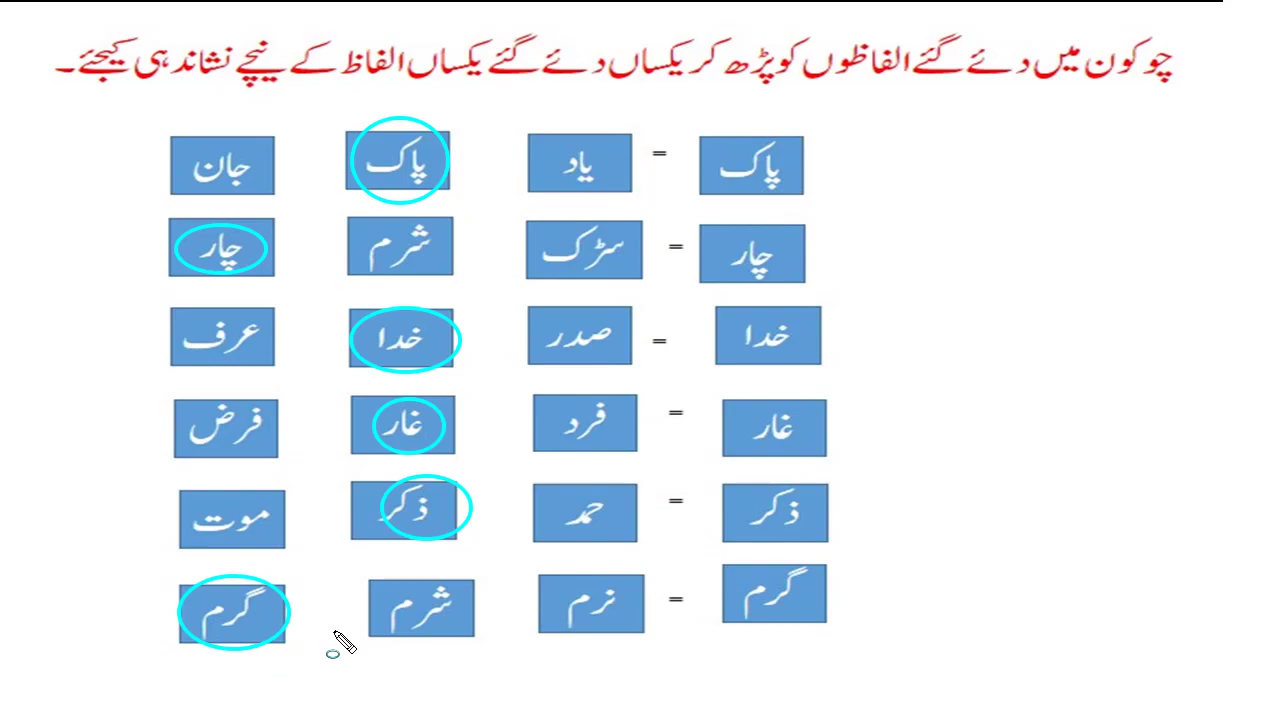 چوکون میں دئے گئے الفاظوں کو پڑھ کر یکساں دئے گئے یکساں الفاظ کے نیچے نشاندہی کیجئے۔
پاک = یاد پاک جان
چار = سڑک شرم چار
خدا = صدر خدا عرف
غار = فرد غار فرض
ذکر = حمد ذکر موت
گرم = نرم شرم گرم